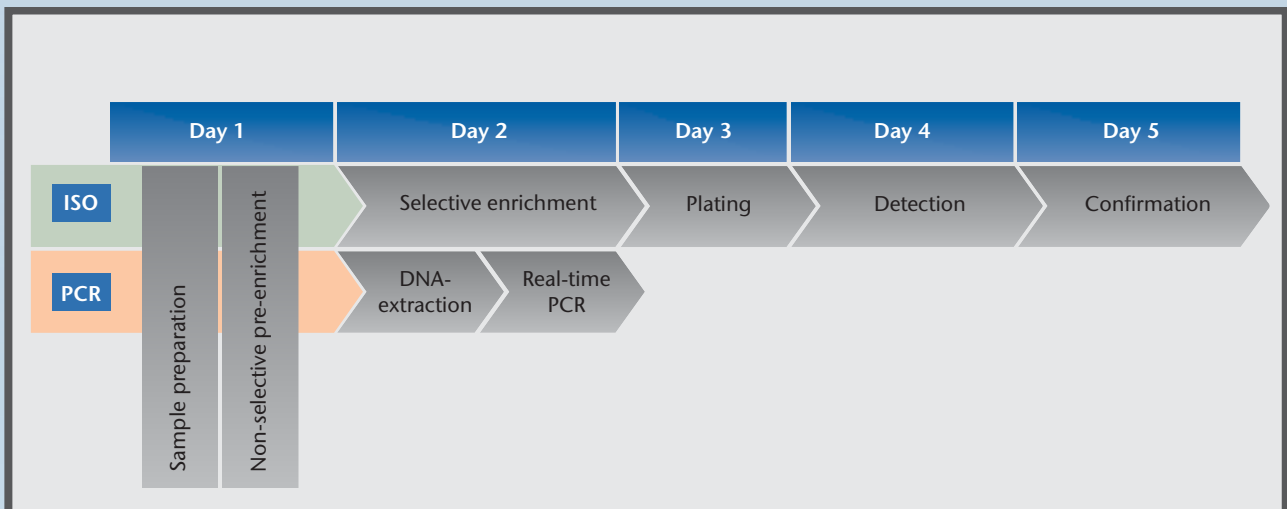 Day 1
Day 2
Day 3
Day 4
Day 5
ISO
Selective enrichment
Plating
Detection
Confirmation
PCR
DNA-
extraction
Real-time
PCR
Sample preparation
Non-selective pre-enrichment